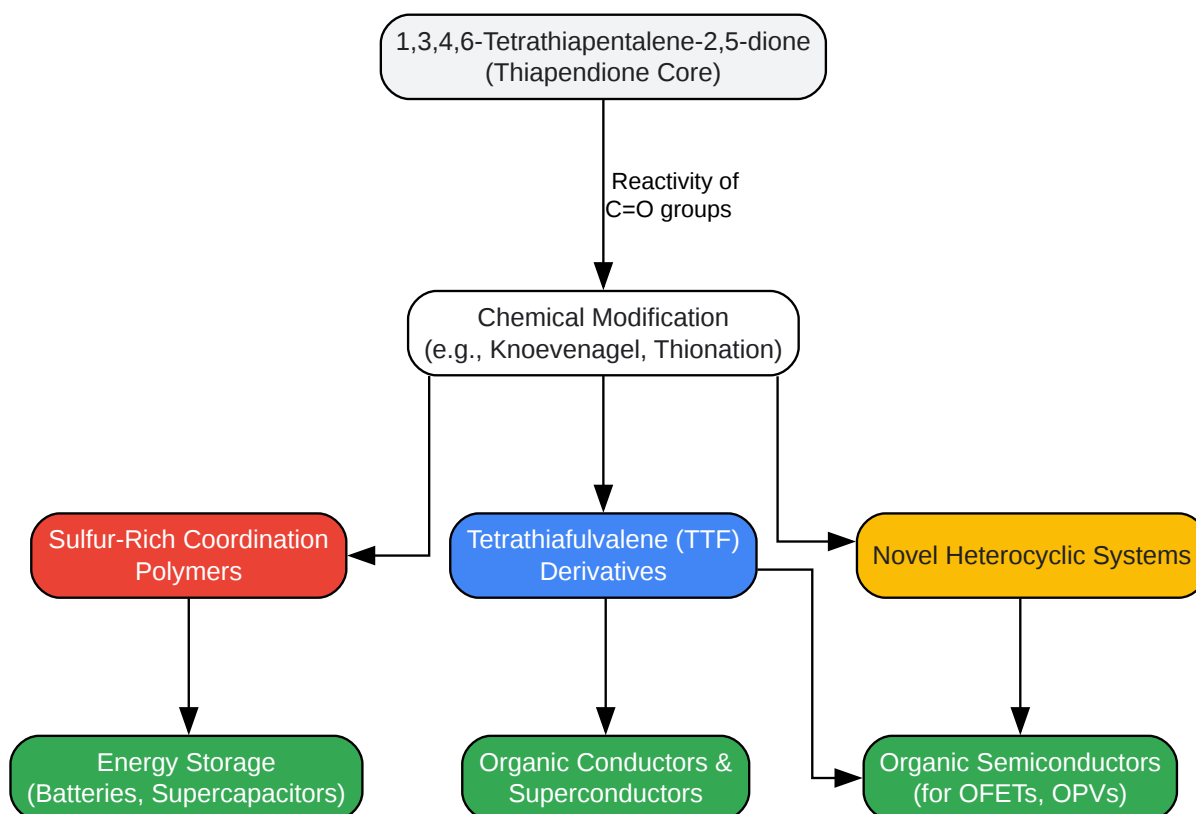 1,3,4,6-Tetrathiapentalene-2,5-dione
(Thiapendione Core)
Reactivity of
C=O groups
Chemical Modification
(e.g., Knoevenagel, Thionation)
Sulfur-Rich Coordination
Polymers
Tetrathiafulvalene (TTF)
Derivatives
Novel Heterocyclic Systems
Energy Storage
(Batteries, Supercapacitors)
Organic Conductors &
Superconductors
Organic Semiconductors
(for OFETs, OPVs)